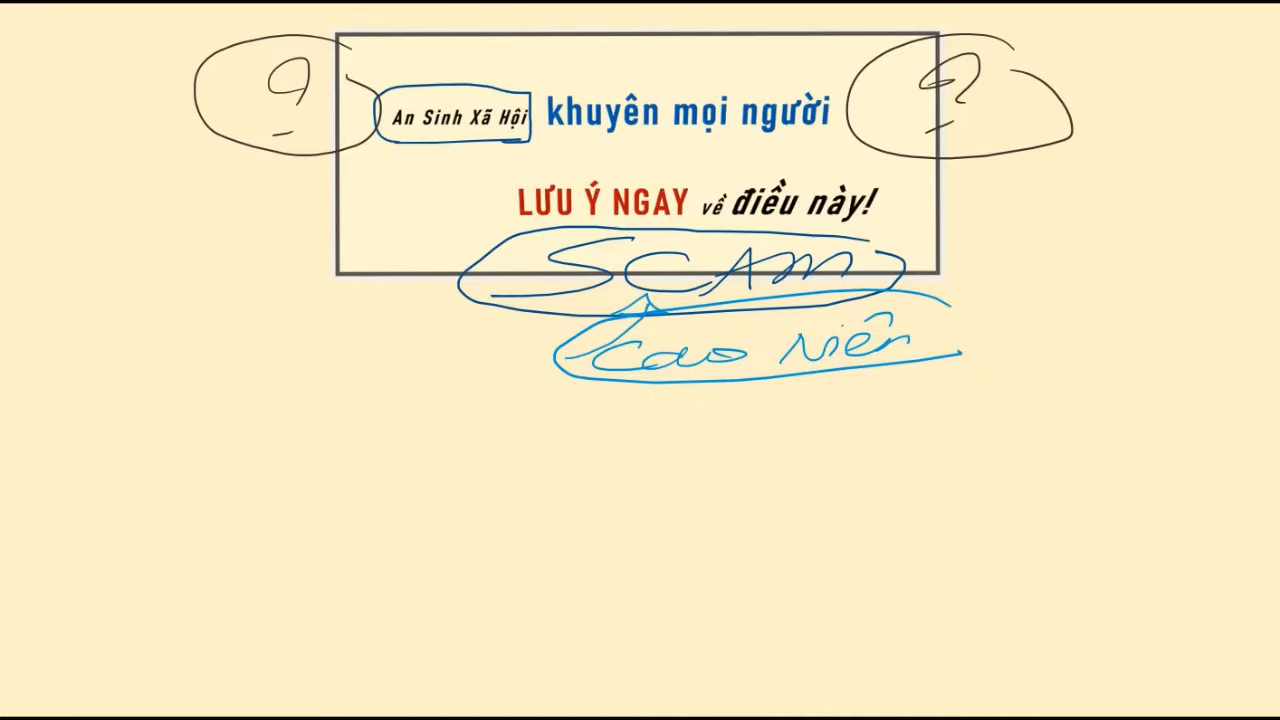 An Sinh Xã Hội khuyên mọi người
LƯU Ý NGAY về điều này!
SCAM
cao Niên